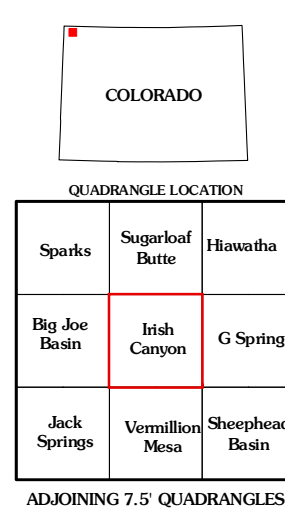 COLORADO
QUADRANGLE LOCATION
Sparks
Sugarloaf
Butte
Hiawatha
Big Joe
Basin
Irish
Canyon
G Spring
Jack
Springs
Vermillion
Mesa
Sheephead
Basin
ADJOINING 7.5' QUADRANGLES